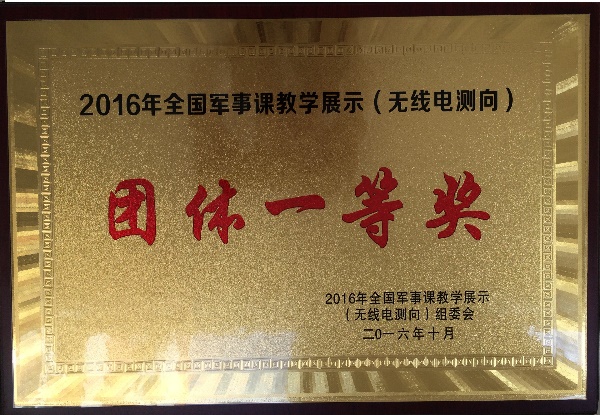 2016年全国军事课教学展示（无线电测向）
团体一等奖
2016年全国军事课教学展示
（无线电测向）组委会
二〇一六年十月